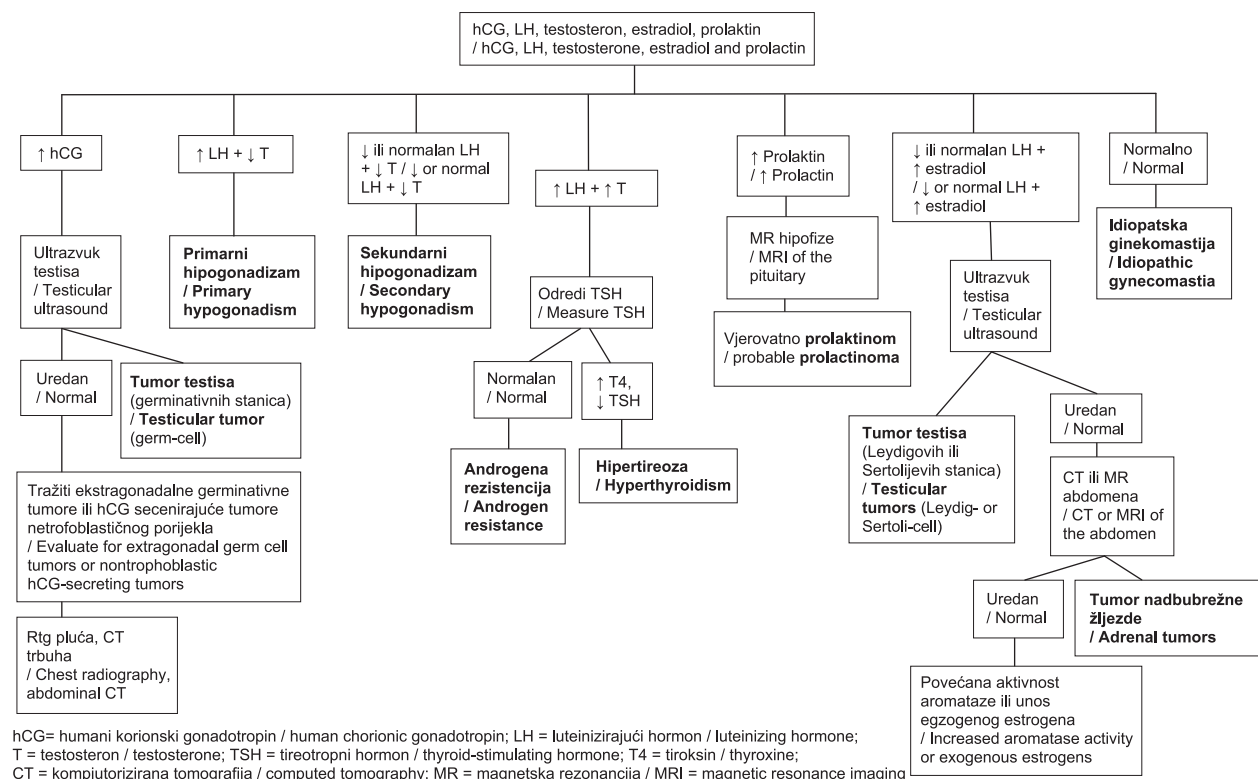 hCG, LH, testosteron, estradiol, prolaktin
/ hCG, LH, testosterone, estradiol and prolactin
↑ hCG
↑ LH + ↓ T
↓ ili normalan LH
+ ↓ T / ↓ or normal
LH + ↓ T
↑ LH + ↑ T
↑ Prolaktin
/ ↑ Prolactin
↓ ili normalan LH +
↑ estradiol
/ ↓ or normal LH +
↑ estradiol
Normalno
/ Normal
Ultrazvuk
testisa
/ Testicular
ultrasound
Primarni
hipogonadizam
/ Primary
hypogonadism
Sekundarni
hipogonadizam
/ Secondary
hypogonadism
Odredi TSH
/ Measure TSH
MR hipofize
/ MRI of the
pituitary
Ultrazvuk
testisa
/ Testicular
ultrasound
Idiopatska
ginekomastija
/ Idiopathic
gynecomastia
Uredan
/ Normal
Tumor testisa
(germinativnih stanica)
/ Testicular tumor
(germ-cell)
Normalan
/ Normal
↑ T4,
↓ TSH
Vjerovatno prolaktinom
/ probable prolactinoma
Tumor testisa
(Leydigovih ili
Sertolijevih stanica)
/ Testicular
tumors (Leydig- or
Sertoli-cell)
Uredan
/ Normal
Tražiti ekstragonadalne germinativne
tumore ili hCG secenirajuće tumore
netrofoblastičnog porijekla
/ Evaluate for extragonadal germ cell
tumors or nontrophoblastic
hCG-secreting tumors
Androgena
rezistencija
/ Androgen
resistance
Hipertireoza
/ Hyperthyroidism
CT ili MR
abdomena
/ CT or MRI of
the abdomen
Rtg pluća, CT
trbuha
/ Chest radiography,
abdominal CT
Uredan
/ Normal
Tumor nadbubrežne
žljezde
/ Adrenal tumors
Povećana aktivnost
aromataze ili unos
egzogenog estrogena
/ Increased aromatase activity
or exogenous estrogens
hCG= humani korionski gonadotropin / human chorionic gonadotropin; LH = luteinizirajući hormon / luteinizing hormone;
T = testosteron / testosterone; TSH = tireotropni hormon / thyroid-stimulating hormone; T4 = tiroksin / thyroxine;
CT = kompjutorizirana tomografija / computed tomography; MR = magnetska rezonancija / MRI = magnetic resonance imaging